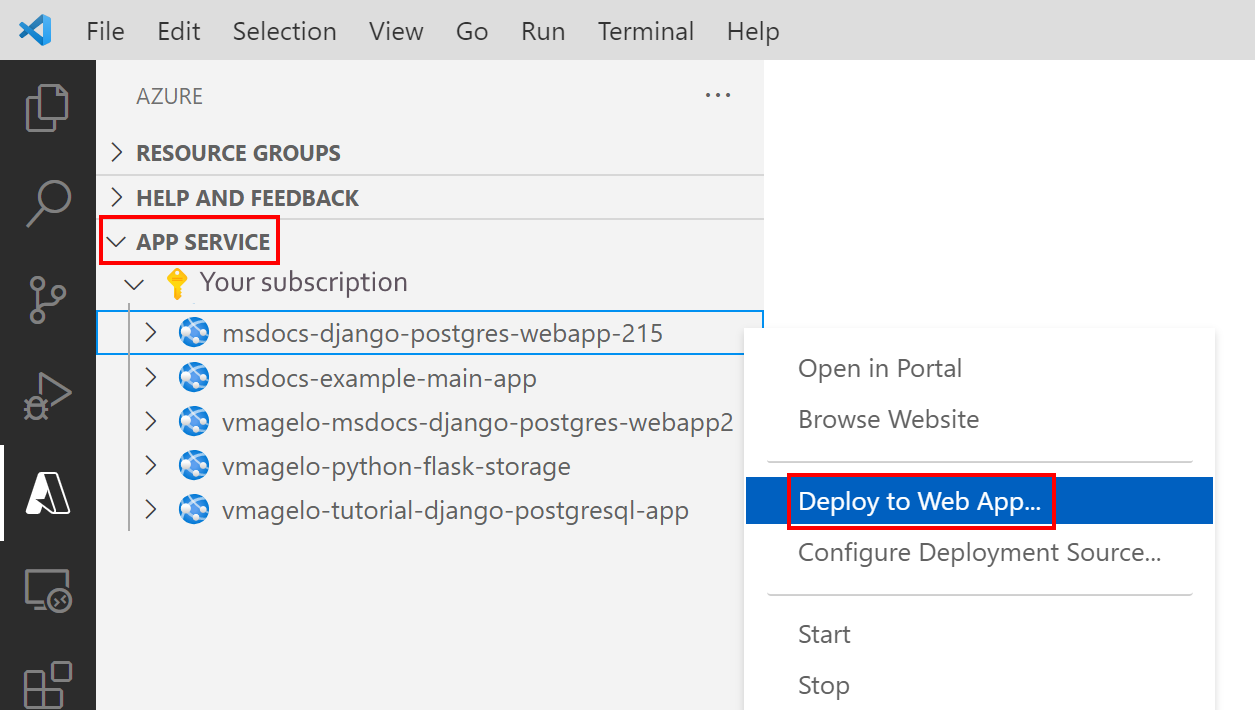 File Edit Selection View Go Run Terminal Help
AZURE
RESOURCE GROUPS
HELP AND FEEDBACK
APP SERVICE
Your subscription
msdocs-django-postgres-webapp-215
msdocs-example-main-app
vmagelo-msdocs-django-postgres-webapp2
vmagelo-python-flask-storage
vmagelo-tutorial-django-postgresql-app
Open in Portal
Browse Website
Deploy to Web App...
Configure Deployment Source...
Start
Stop